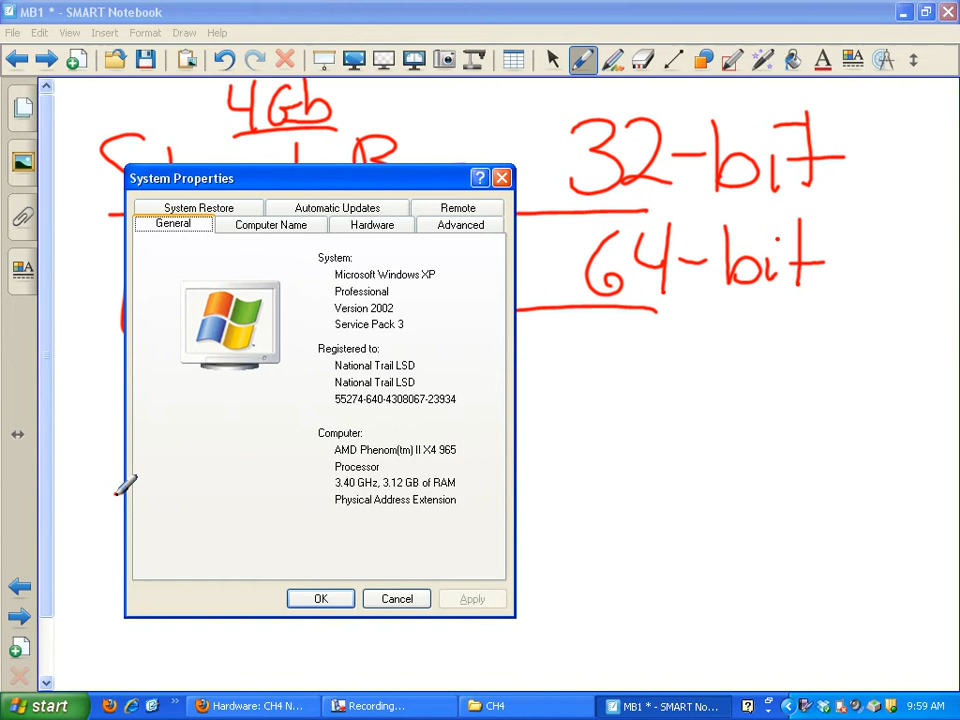 MB1 * - SMART Notebook
File Edit View Insert Format Draw Help
4Gb
32-bit
64-bit
System Properties
System Restore Automatic Updates Remote
General Computer Name Hardware Advanced
System:
Microsoft Windows XP
Professional
Version 2002
Service Pack 3
Registered to:
National Trail LSD
National Trail LSD
55274-640-4308067-23934
Computer:
AMD Phenom(tm) II X4 965
Processor
3.40 GHz, 3.12 GB of RAM
Physical Address Extension
OK Cancel Apply
start Hardware: CH4 N... Recording... CH4 MB1 * - SMART No... 9:59 AM